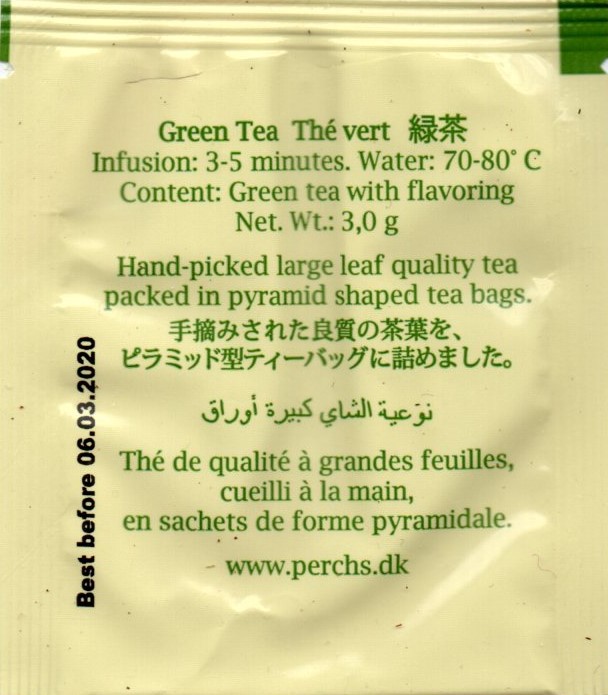 Green Tea Thé vert 緑茶
Infusion: 3-5 minutes. Water: 70-80° C
Content: Green tea with flavoring
Net. Wt.: 3,0 g
Hand-picked large leaf quality tea
packed in pyramid shaped tea bags.
手摘みされた良質の茶葉を、
ピラミッド型ティーバッグに詰めました。
نوعية الشاي كبيرة أوراق
Thé de qualité à grandes feuilles,
cueilli à la main,
en sachets de forme pyramidale.
www.perchs.dk
Best before 06.03.2020